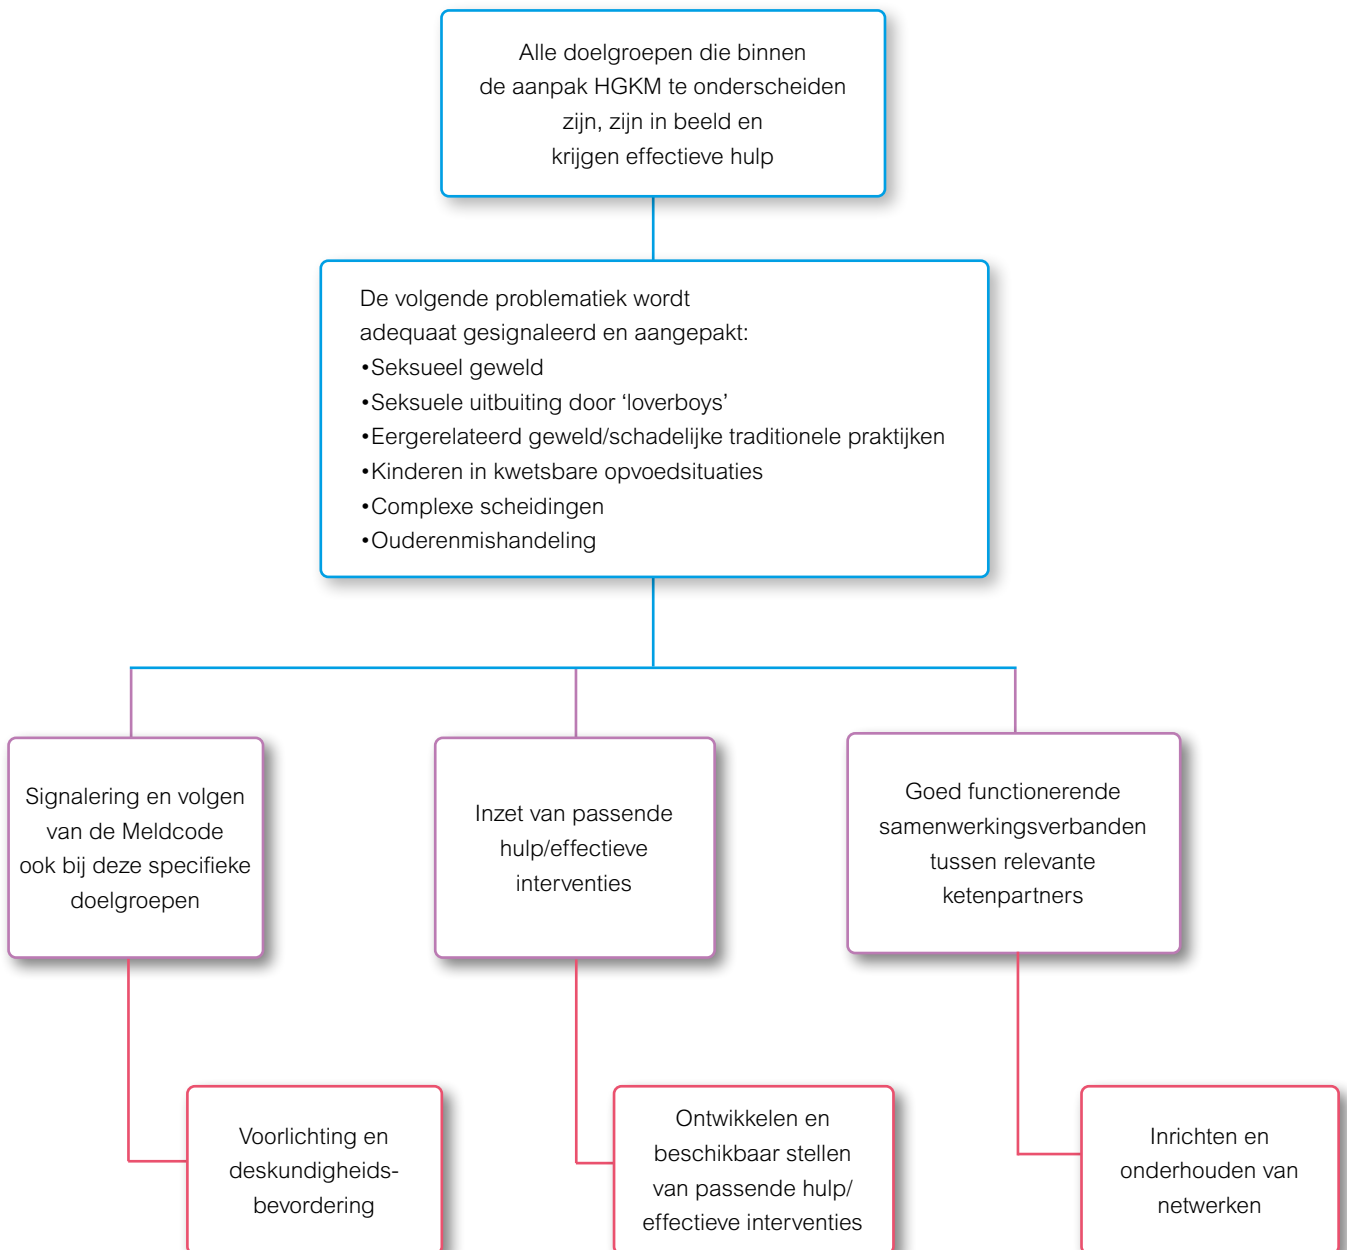 Alle doelgroepen die binnen
de aanpak HGKM te onderscheiden
zijn, zijn in beeld en
krijgen effectieve hulp
De volgende problematiek wordt
adequaat gesignaleerd en aangepakt:
•Seksueel geweld
•Seksuele uitbuiting door ‘loverboys’
•Eergerelateerd geweld/schadelijke traditionele praktijken
•Kinderen in kwetsbare opvoedsituaties
•Complexe scheidingen
•Ouderenmishandeling
Signalering en volgen
van de Meldcode
ook bij deze specifieke
doelgroepen
Inzet van passende
hulp/effectieve
interventies
Goed functionerende
samenwerkingsverbanden
tussen relevante
ketenpartners
Voorlichting en
deskundigheids-
bevordering
Ontwikkelen en
beschikbaar stellen
van passende hulp/
effectieve interventies
Inrichten en
onderhouden van
netwerken